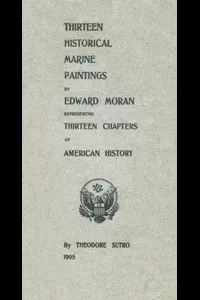 THIRTEEN
HISTORICAL
MARINE
PAINTINGS
BY
EDWARD MORAN
REPRESENTING
THIRTEEN CHAPTERS
OF
AMERICAN HISTORY
By THEODORE SUTRO
1905